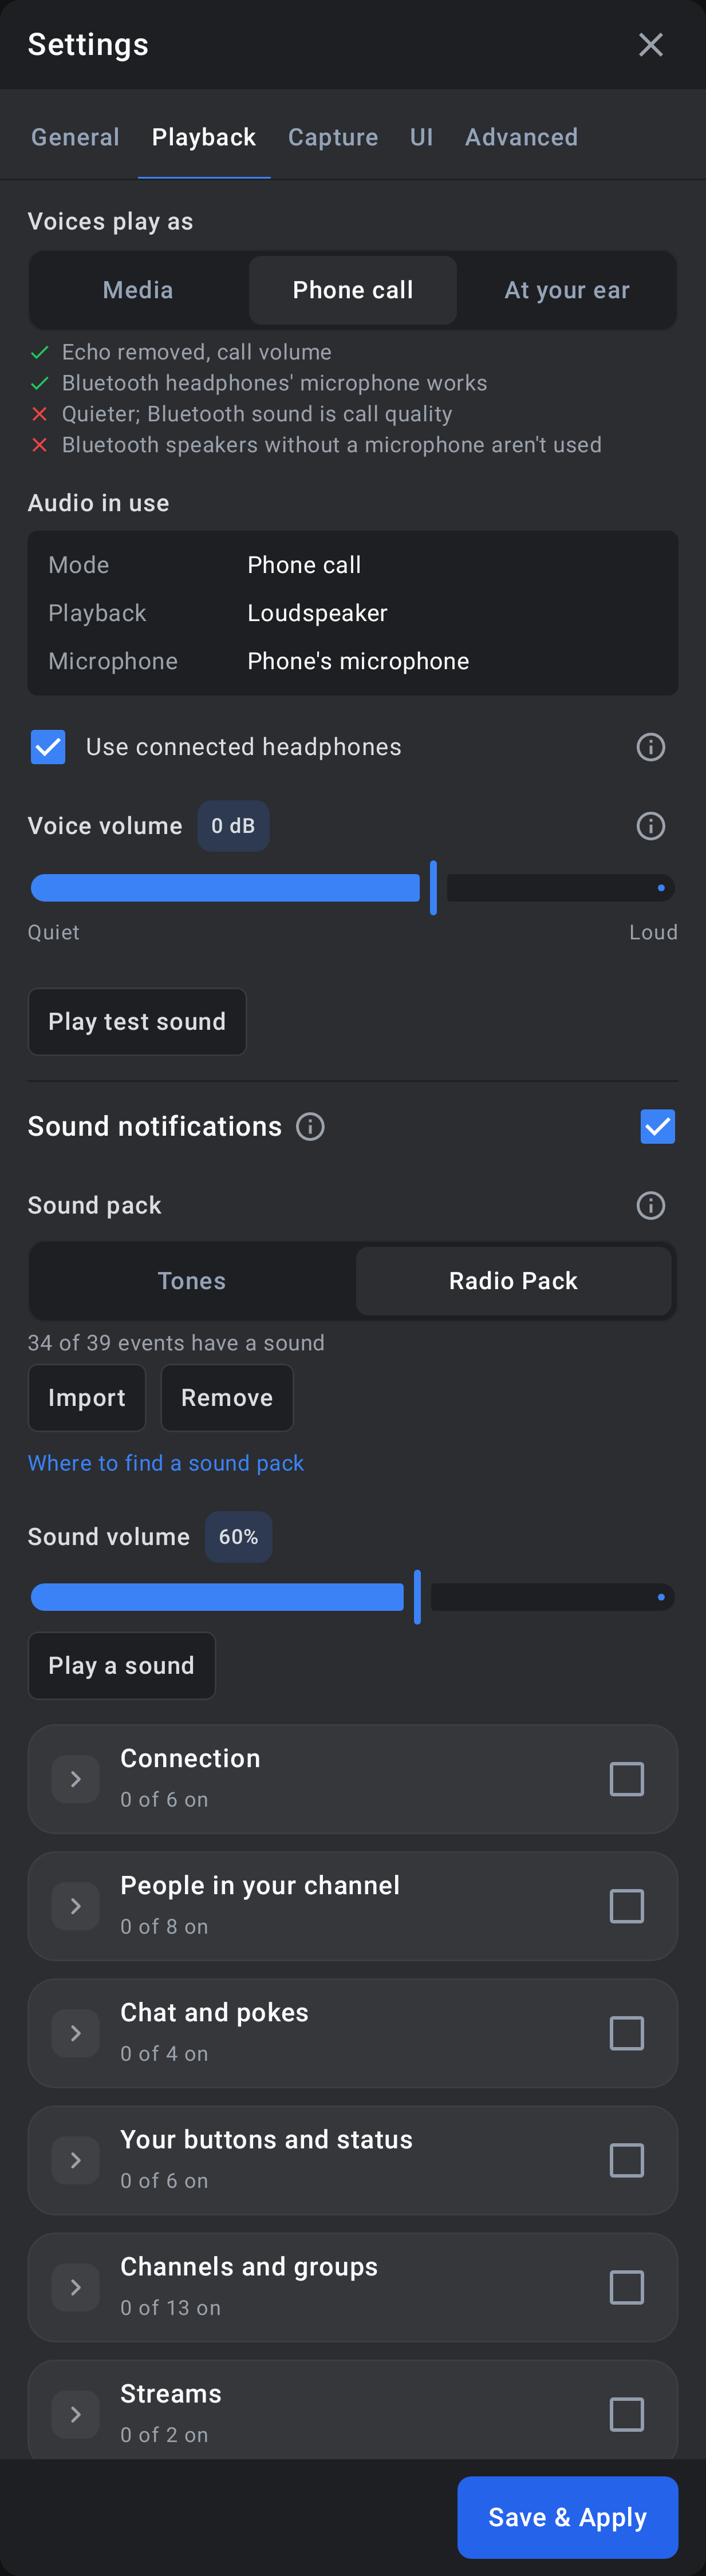 Settings
General Playback Capture UI Advanced
Voices play as
Media Phone call At your ear
Echo removed, call volume
Bluetooth headphones' microphone works
Quieter; Bluetooth sound is call quality
Bluetooth speakers without a microphone aren't used
Audio in use
Mode Phone call
Playback Loudspeaker
Microphone Phone's microphone
Use connected headphones
Voice volume 0 dB
Quiet Loud
Play test sound
Sound notifications
Sound pack
Tones Radio Pack
34 of 39 events have a sound
Import Remove
Where to find a sound pack
Sound volume 60%
Play a sound
Connection
0 of 6 on
People in your channel
0 of 8 on
Chat and pokes
0 of 4 on
Your buttons and status
0 of 6 on
Channels and groups
0 of 13 on
Streams
0 of 2 on
Save & Apply